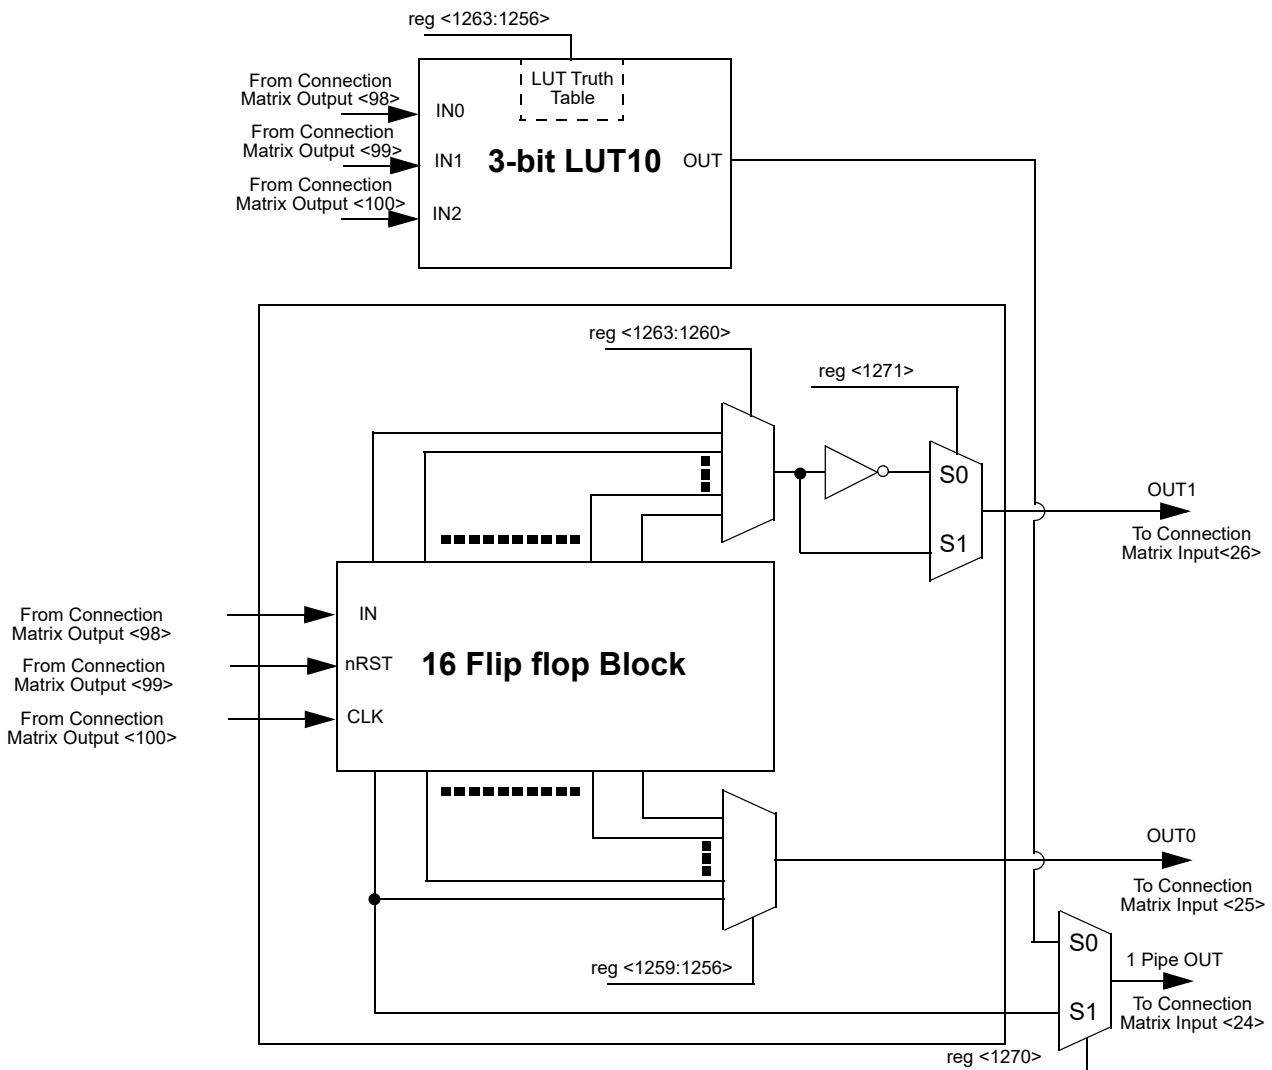 reg <1263:1256>
LUT Truth
Table
From Connection
Matrix Output <98>
IN0
From Connection
Matrix Output <99>
IN1
3-bit LUT10
OUT
From Connection
Matrix Output <100>
IN2
reg <1263:1260>
reg <1271>
S0
S1
OUT1
To Connection
Matrix Input<26>
From Connection
Matrix Output <98>
IN
From Connection
Matrix Output <99>
nRST
16 Flip flop Block
From Connection
Matrix Output <100>
CLK
OUT0
To Connection
Matrix Input <25>
reg <1259:1256>
S0
S1
1 Pipe OUT
To Connection
Matrix Input <24>
reg <1270>